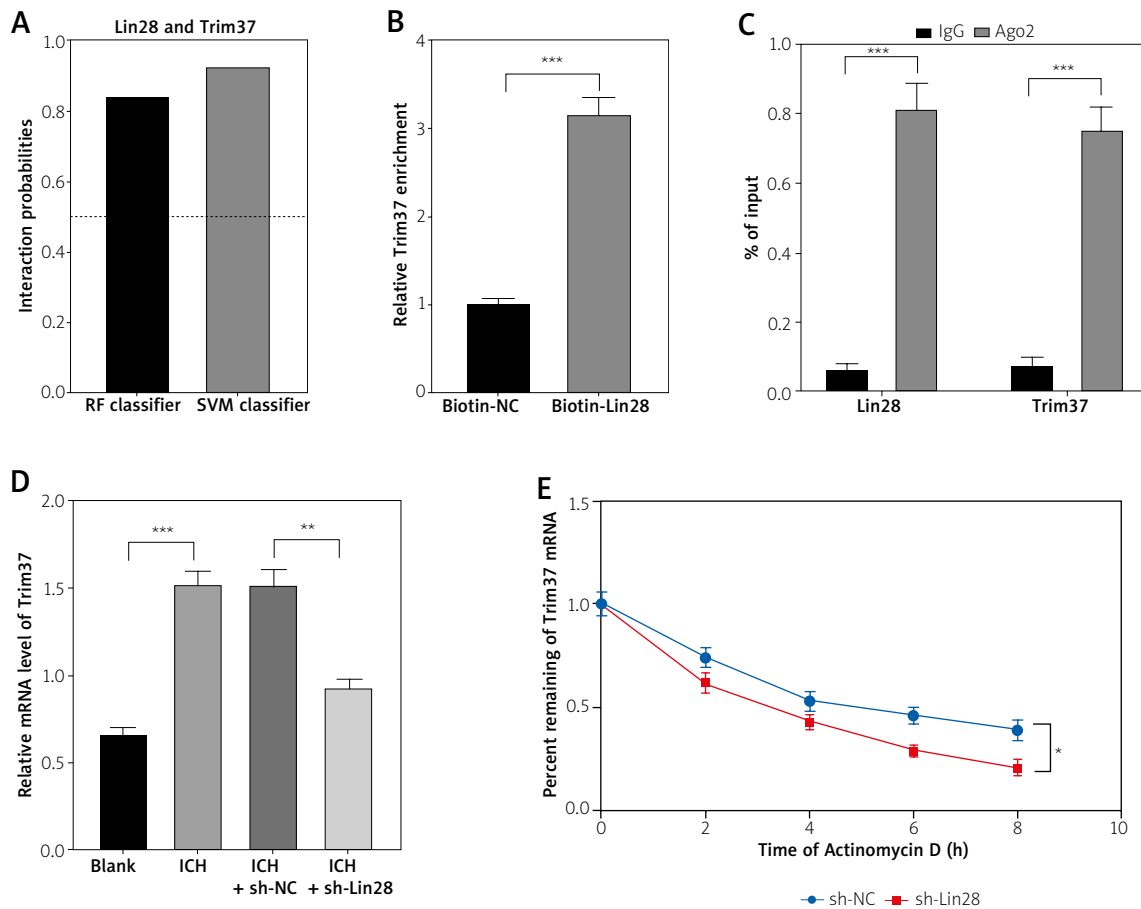 A
Lin28 and Trim37
Interaction probabilities
1.0
0.8
0.6
0.4
0.2
0.0
RF classifier
SVM classifier
B
Relative Trim37 enrichment
4
3
2
1
0
***
Biotin-NC
Biotin-Lin28
C
IgG
Ago2
% of input
1.0
0.8
0.6
0.4
0.2
0.0
***
***
Lin28
Trim37
D
Relative mRNA level of Trim37
2.0
1.5
1.0
0.5
0.0
***
**
Blank
ICH
ICH
+ sh-NC
ICH
+ sh-Lin28
E
Percent remaining of Trim37 mRNA
1.5
1.0
0.5
0.0
*
0
2
4
6
8
10
Time of Actinomycin D (h)
sh-NC
sh-Lin28